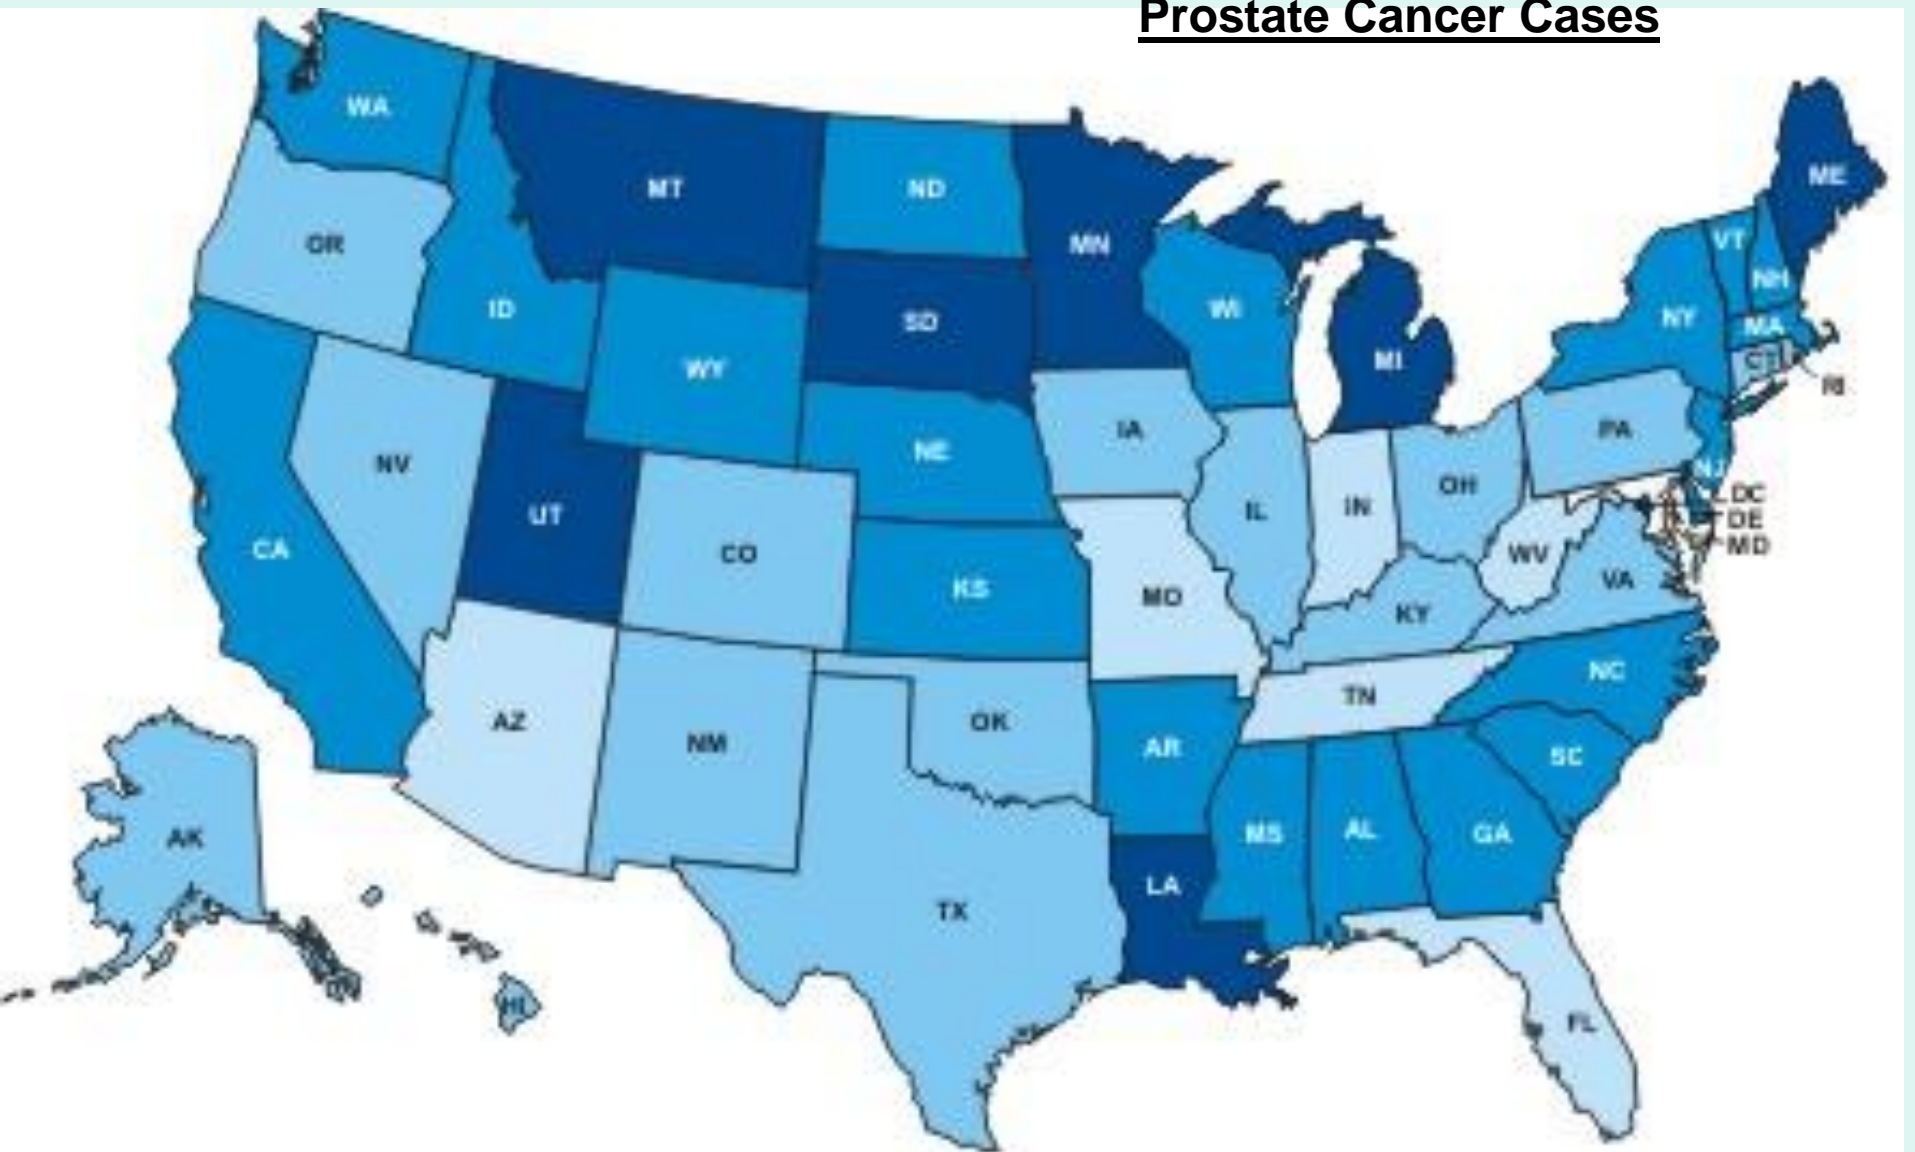 Prostate Cancer Cases
WA
MT
ND
MN
ME
OR
ID
SD
WI
VT
NH
NY
MA
WY
MI
CT
RI
IA
PA
NE
NV
UT
CO
IL
IN
OH
NJ
DC
DE
MD
CA
KS
MO
WV
VA
KY
NC
AZ
NM
OK
TN
AR
SC
AK
MS
AL
GA
LA
TX
HI
FL